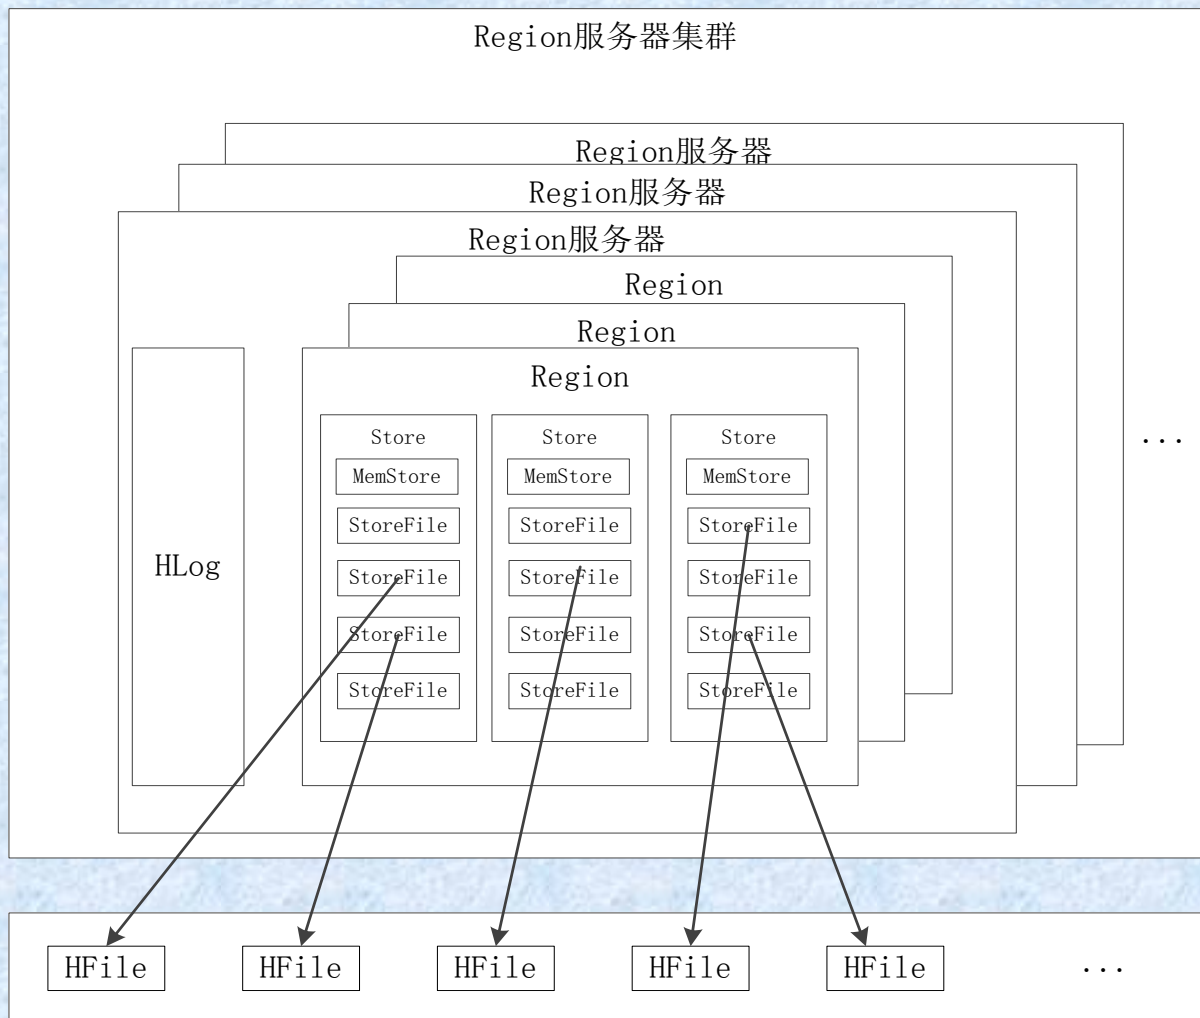 Region服务器集群
Region服务器
Region服务器
Region服务器
Region
Region
Region
Store Store Store
...
MemStore MemStore MemStore
StoreFile StoreFile StoreFile
HLog
StoreFile StoreFile StoreFile
StoreFile StoreFile StoreFile
StoreFile StoreFile StoreFile
HFile HFile HFile HFile HFile ...